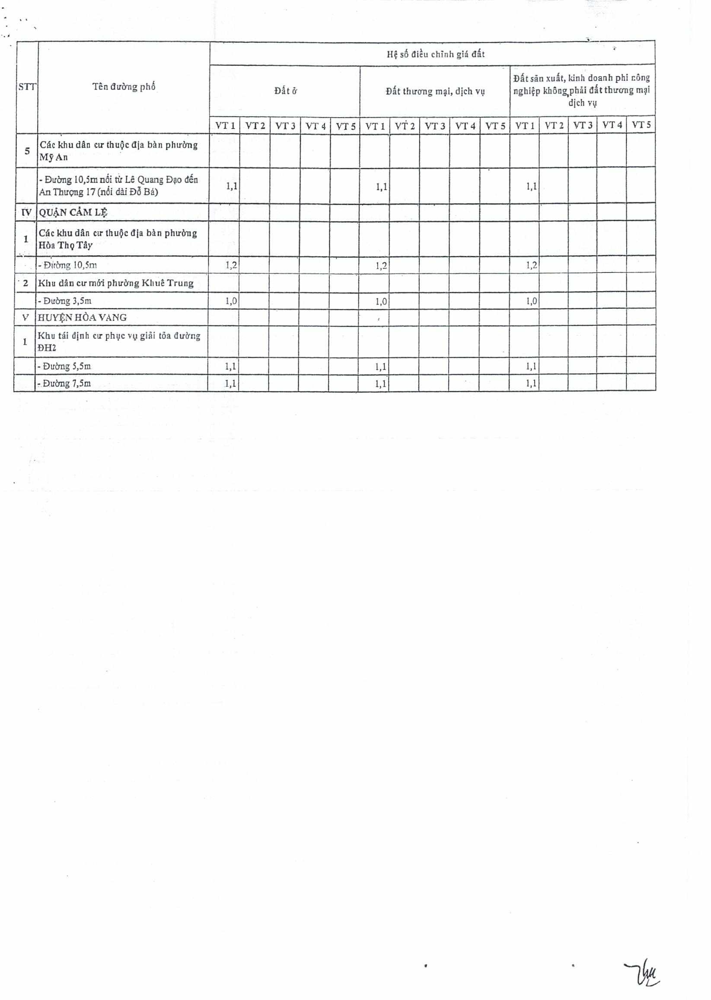 Hệ số điều chỉnh giá đất
STT
Tên đường phố
Đất ở
Đất thương mại, dịch vụ
Đất sản xuất, kinh doanh phi nông
nghiệp không phải đất thương mại
dịch vụ
VT 1 VT 2 VT 3 VT 4 VT 5 VT 1 VT 2 VT 3 VT 4 VT 5 VT 1 VT 2 VT 3 VT 4 VT 5
5 Các khu dân cư thuộc địa bàn phường
Mỹ An
- Đường 10,5m nối từ Lê Quang Đạo đến
An Thượng 17 (nối dài Đỗ Bá) 1,1 1,1 1,1
IV QUẬN CẨM LỆ
1 Các khu dân cư thuộc địa bàn phường
Hòa Thọ Tây
- Đường 10,5m 1,2 1,2 1,2
2 Khu dân cư mới phường Khuê Trung
- Đường 3,5m 1,0 1,0 1,0
V HUYỆN HÒA VANG
1 Khu tái định cư phục vụ giải tỏa đường
ĐH2
- Đường 5,5m 1,1 1,1 1,1
- Đường 7,5m 1,1 1,1 1,1